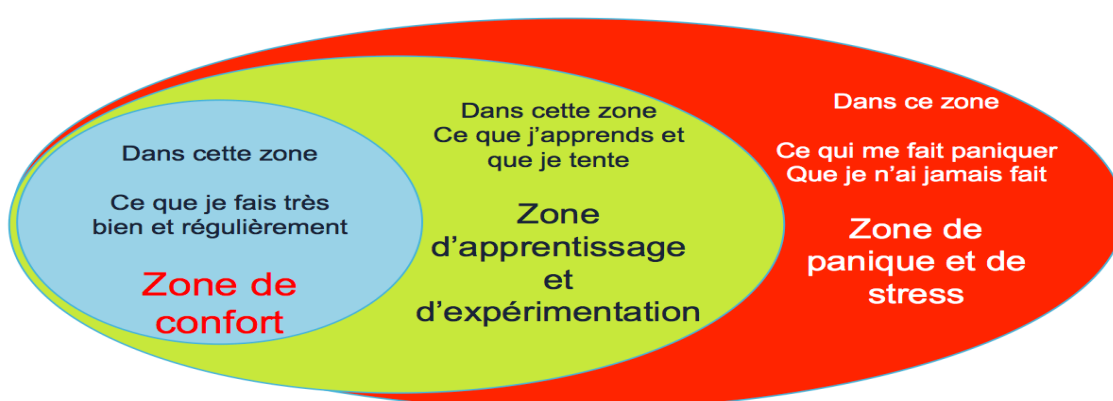 Dans cette zone
Ce que je fais très
bien et régulièrement
Zone de
confort
Dans cette zone
Ce que j'apprends et
que je tente
Zone
d'apprentissage
et
d'expérimentation
Dans ce zone
Ce qui me fait paniquer
Que je n'ai jamais fait
Zone de
panique et de
stress